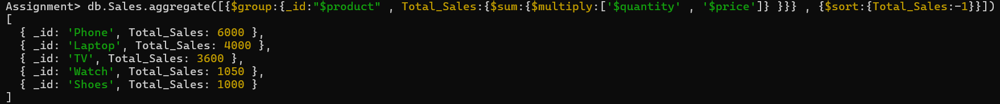 Assignment> db.Sales.aggregate([{$group:{_id:"$product" , Total_Sales:{$sum:{$multiply:['$quantity' , '$price']} }}} , {$sort:{Total_Sales:-1}}])
[
  { _id: 'Phone', Total_Sales: 6000 },
  { _id: 'Laptop', Total_Sales: 4000 },
  { _id: 'TV', Total_Sales: 3600 },
  { _id: 'Watch', Total_Sales: 1050 },
  { _id: 'Shoes', Total_Sales: 1000 }
]